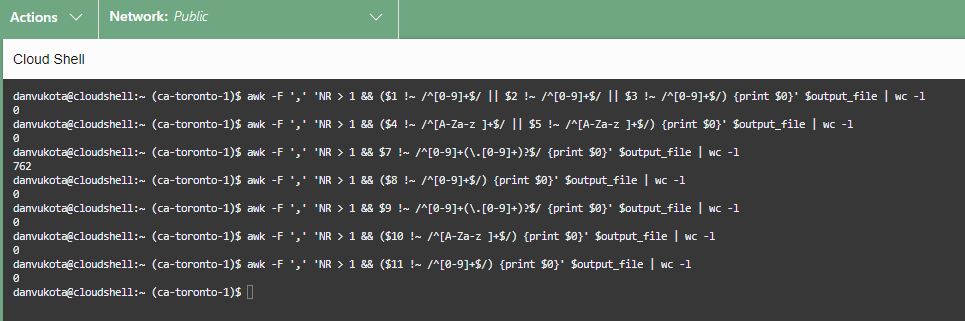 Actions Network: Public
Cloud Shell
danvukota@cloudshell:~ (ca-toronto-1)$ awk -F ',' 'NR > 1 && ($1 !~ /^[0-9]+$/ || $2 !~ /^[0-9]+$/ || $3 !~ /^[0-9]+$/) {print $0}' $output_file | wc -l
0
danvukota@cloudshell:~ (ca-toronto-1)$ awk -F ',' 'NR > 1 && ($4 !~ /^[A-Za-z ]+$/ || $5 !~ /^[A-Za-z ]+$/) {print $0}' $output_file | wc -l
0
danvukota@cloudshell:~ (ca-toronto-1)$ awk -F ',' 'NR > 1 && $7 !~ /^[0-9]+(\.[0-9]+)?$/ {print $0}' $output_file | wc -l
762
danvukota@cloudshell:~ (ca-toronto-1)$ awk -F ',' 'NR > 1 && ($8 !~ /^[0-9]+$/) {print $0}' $output_file | wc -l
0
danvukota@cloudshell:~ (ca-toronto-1)$ awk -F ',' 'NR > 1 && $9 !~ /^[0-9]+(\.[0-9]+)?$/ {print $0}' $output_file | wc -l
0
danvukota@cloudshell:~ (ca-toronto-1)$ awk -F ',' 'NR > 1 && ($10 !~ /^[A-Za-z ]+$/) {print $0}' $output_file | wc -l
0
danvukota@cloudshell:~ (ca-toronto-1)$ awk -F ',' 'NR > 1 && ($11 !~ /^[0-9]+$/) {print $0}' $output_file | wc -l
0
danvukota@cloudshell:~ (ca-toronto-1)$